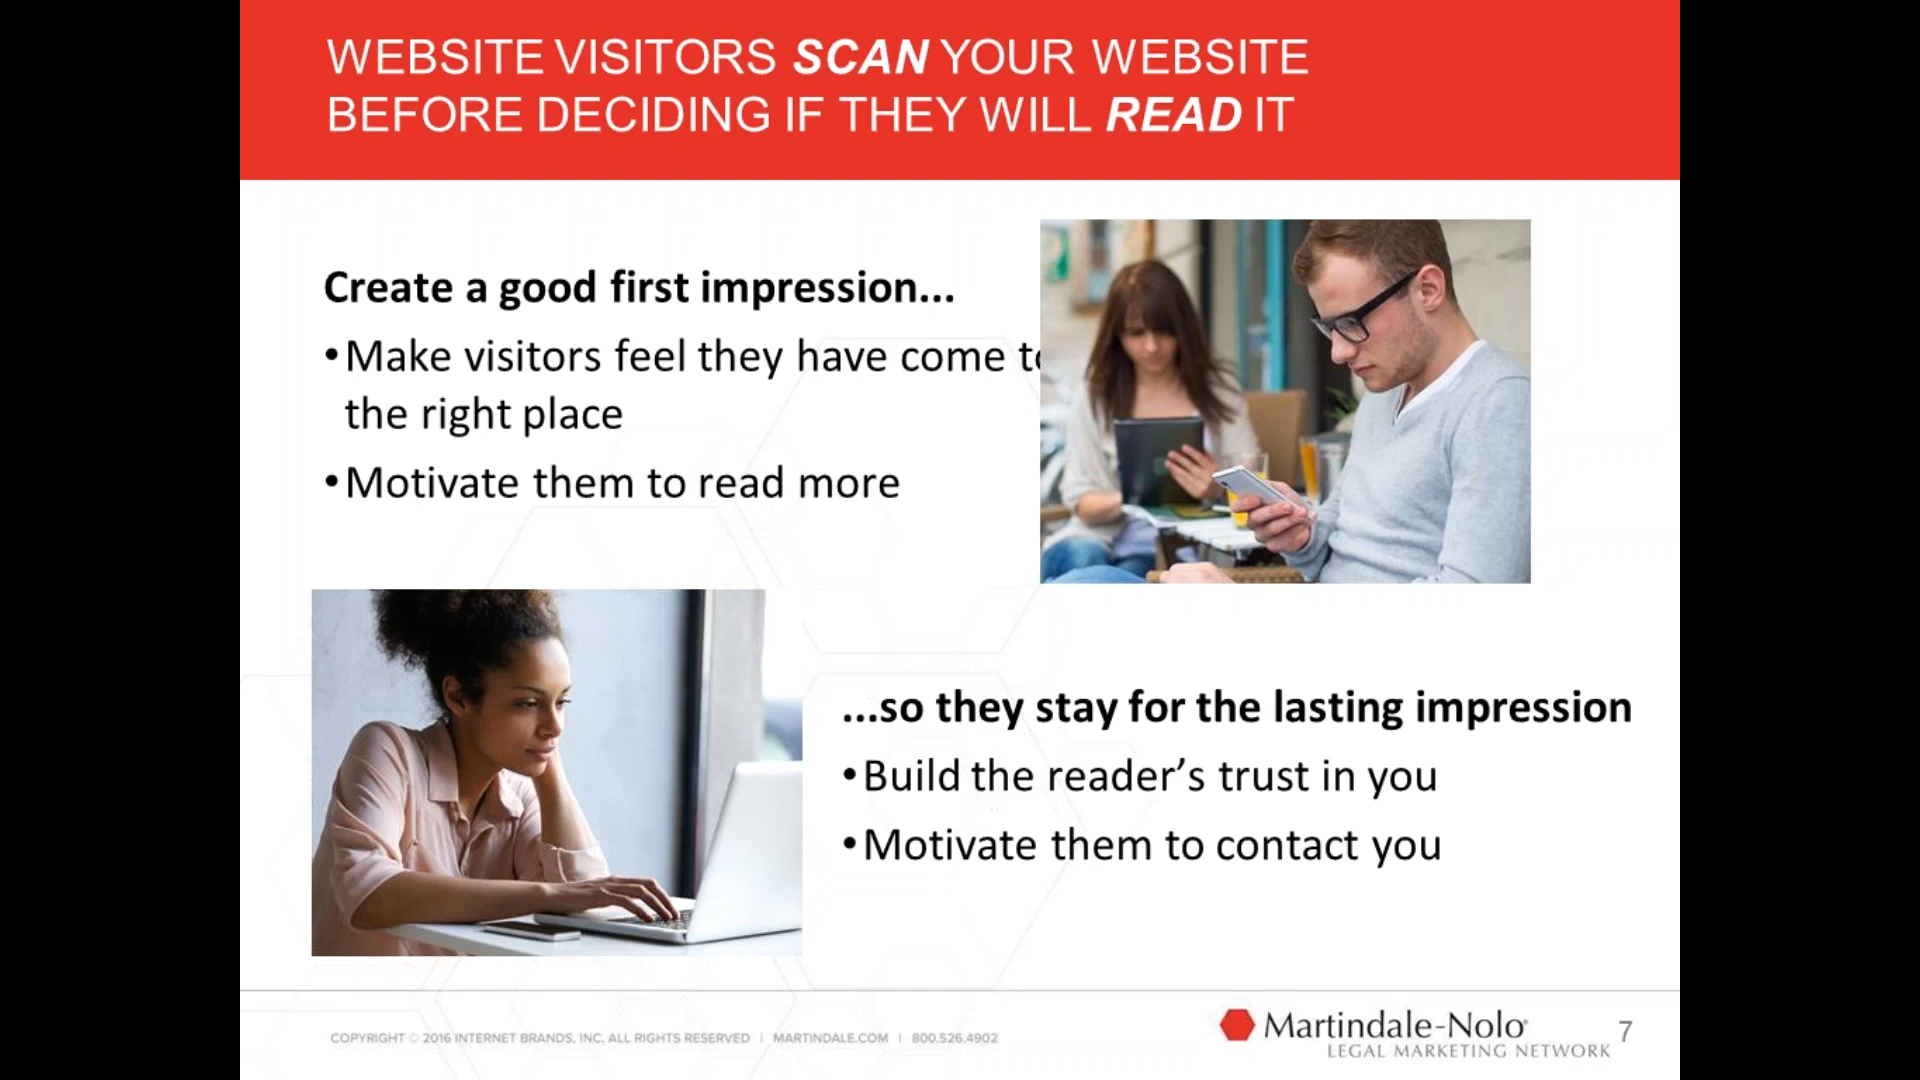 WEBSITE VISITORS SCAN YOUR WEBSITE
BEFORE DECIDING IF THEY WILL READ IT
Create a good first impression...
•Make visitors feel they have come to
the right place
•Motivate them to read more
...so they stay for the lasting impression
•Build the reader’s trust in you
•Motivate them to contact you
COPYRIGHT © 2016 INTERNET BRANDS, INC. ALL RIGHTS RESERVED | MARTINDALE.COM | 800.526.4902
Martindale-Nolo®
LEGAL MARKETING NETWORK
7